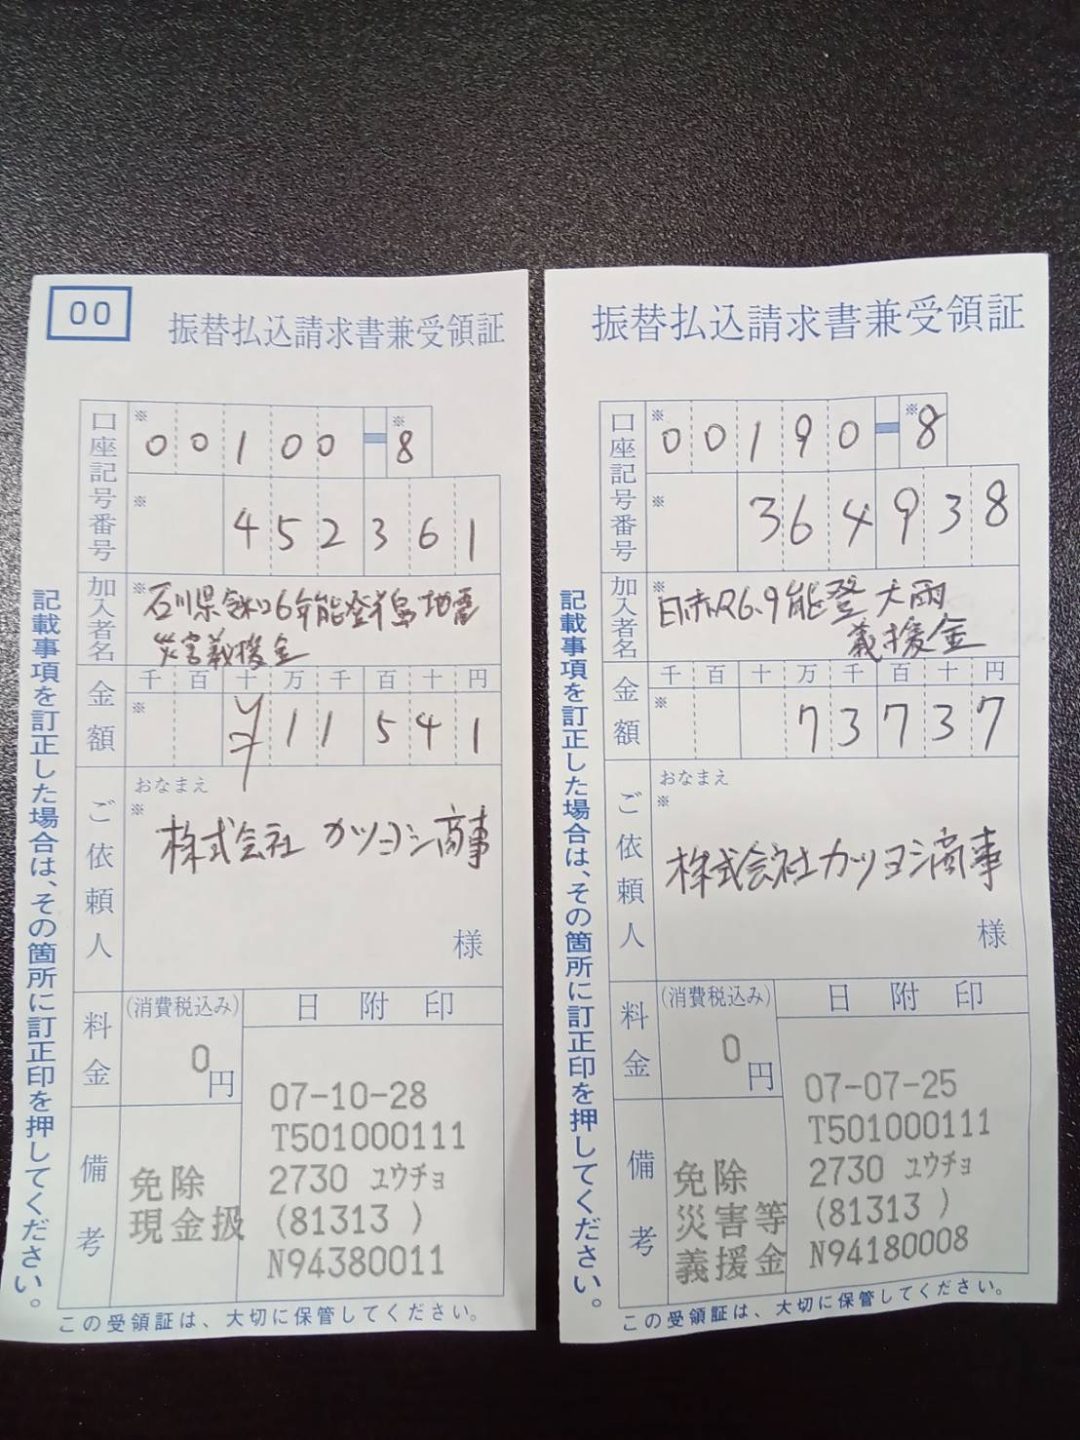 00
振替払込請求書兼受領証
口座記号番号
※ 00100-8 ※
※ 452361
加入者名
※ 石川県令和6年能登半島地震
災害義援金
金額
千百十万千百十円
※ ¥11541
ご依頼人
おなまえ
※
株式会社 カツヨシ商事
様
料金
(消費税込み)
0円
日附印
07-10-28
T501000111
2730 ユウチョ
(81313 )
N94380011
備考
免除
現金扱
この受領証は、大切に保管してください。
記載事項を訂正した場合は、その箇所に訂正印を押してください。
振替払込請求書兼受領証
口座記号番号
※ 00190-8 ※
※ 364938
加入者名
※ 日赤R6.9能登大雨
義援金
金額
千百十万千百十円
※ 73737
ご依頼人
おなまえ
※
株式会社カツヨシ商事
様
料金
(消費税込み)
0円
日附印
07-07-25
T501000111
2730 ユウチョ
(81313 )
N94180008
備考
免除
災害等
義援金
この受領証は、大切に保管してください。
記載事項を訂正した場合は、その箇所に訂正印を押してください。